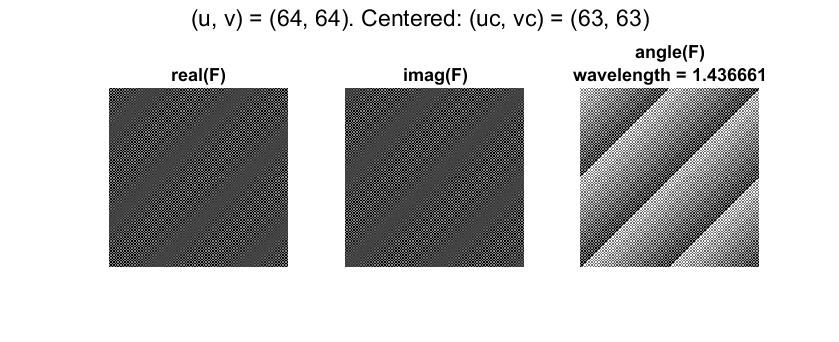 (u, v) = (64, 64). Centered: (uc, vc) = (63, 63)
real(F)
imag(F)
angle(F)
wavelength = 1.436661